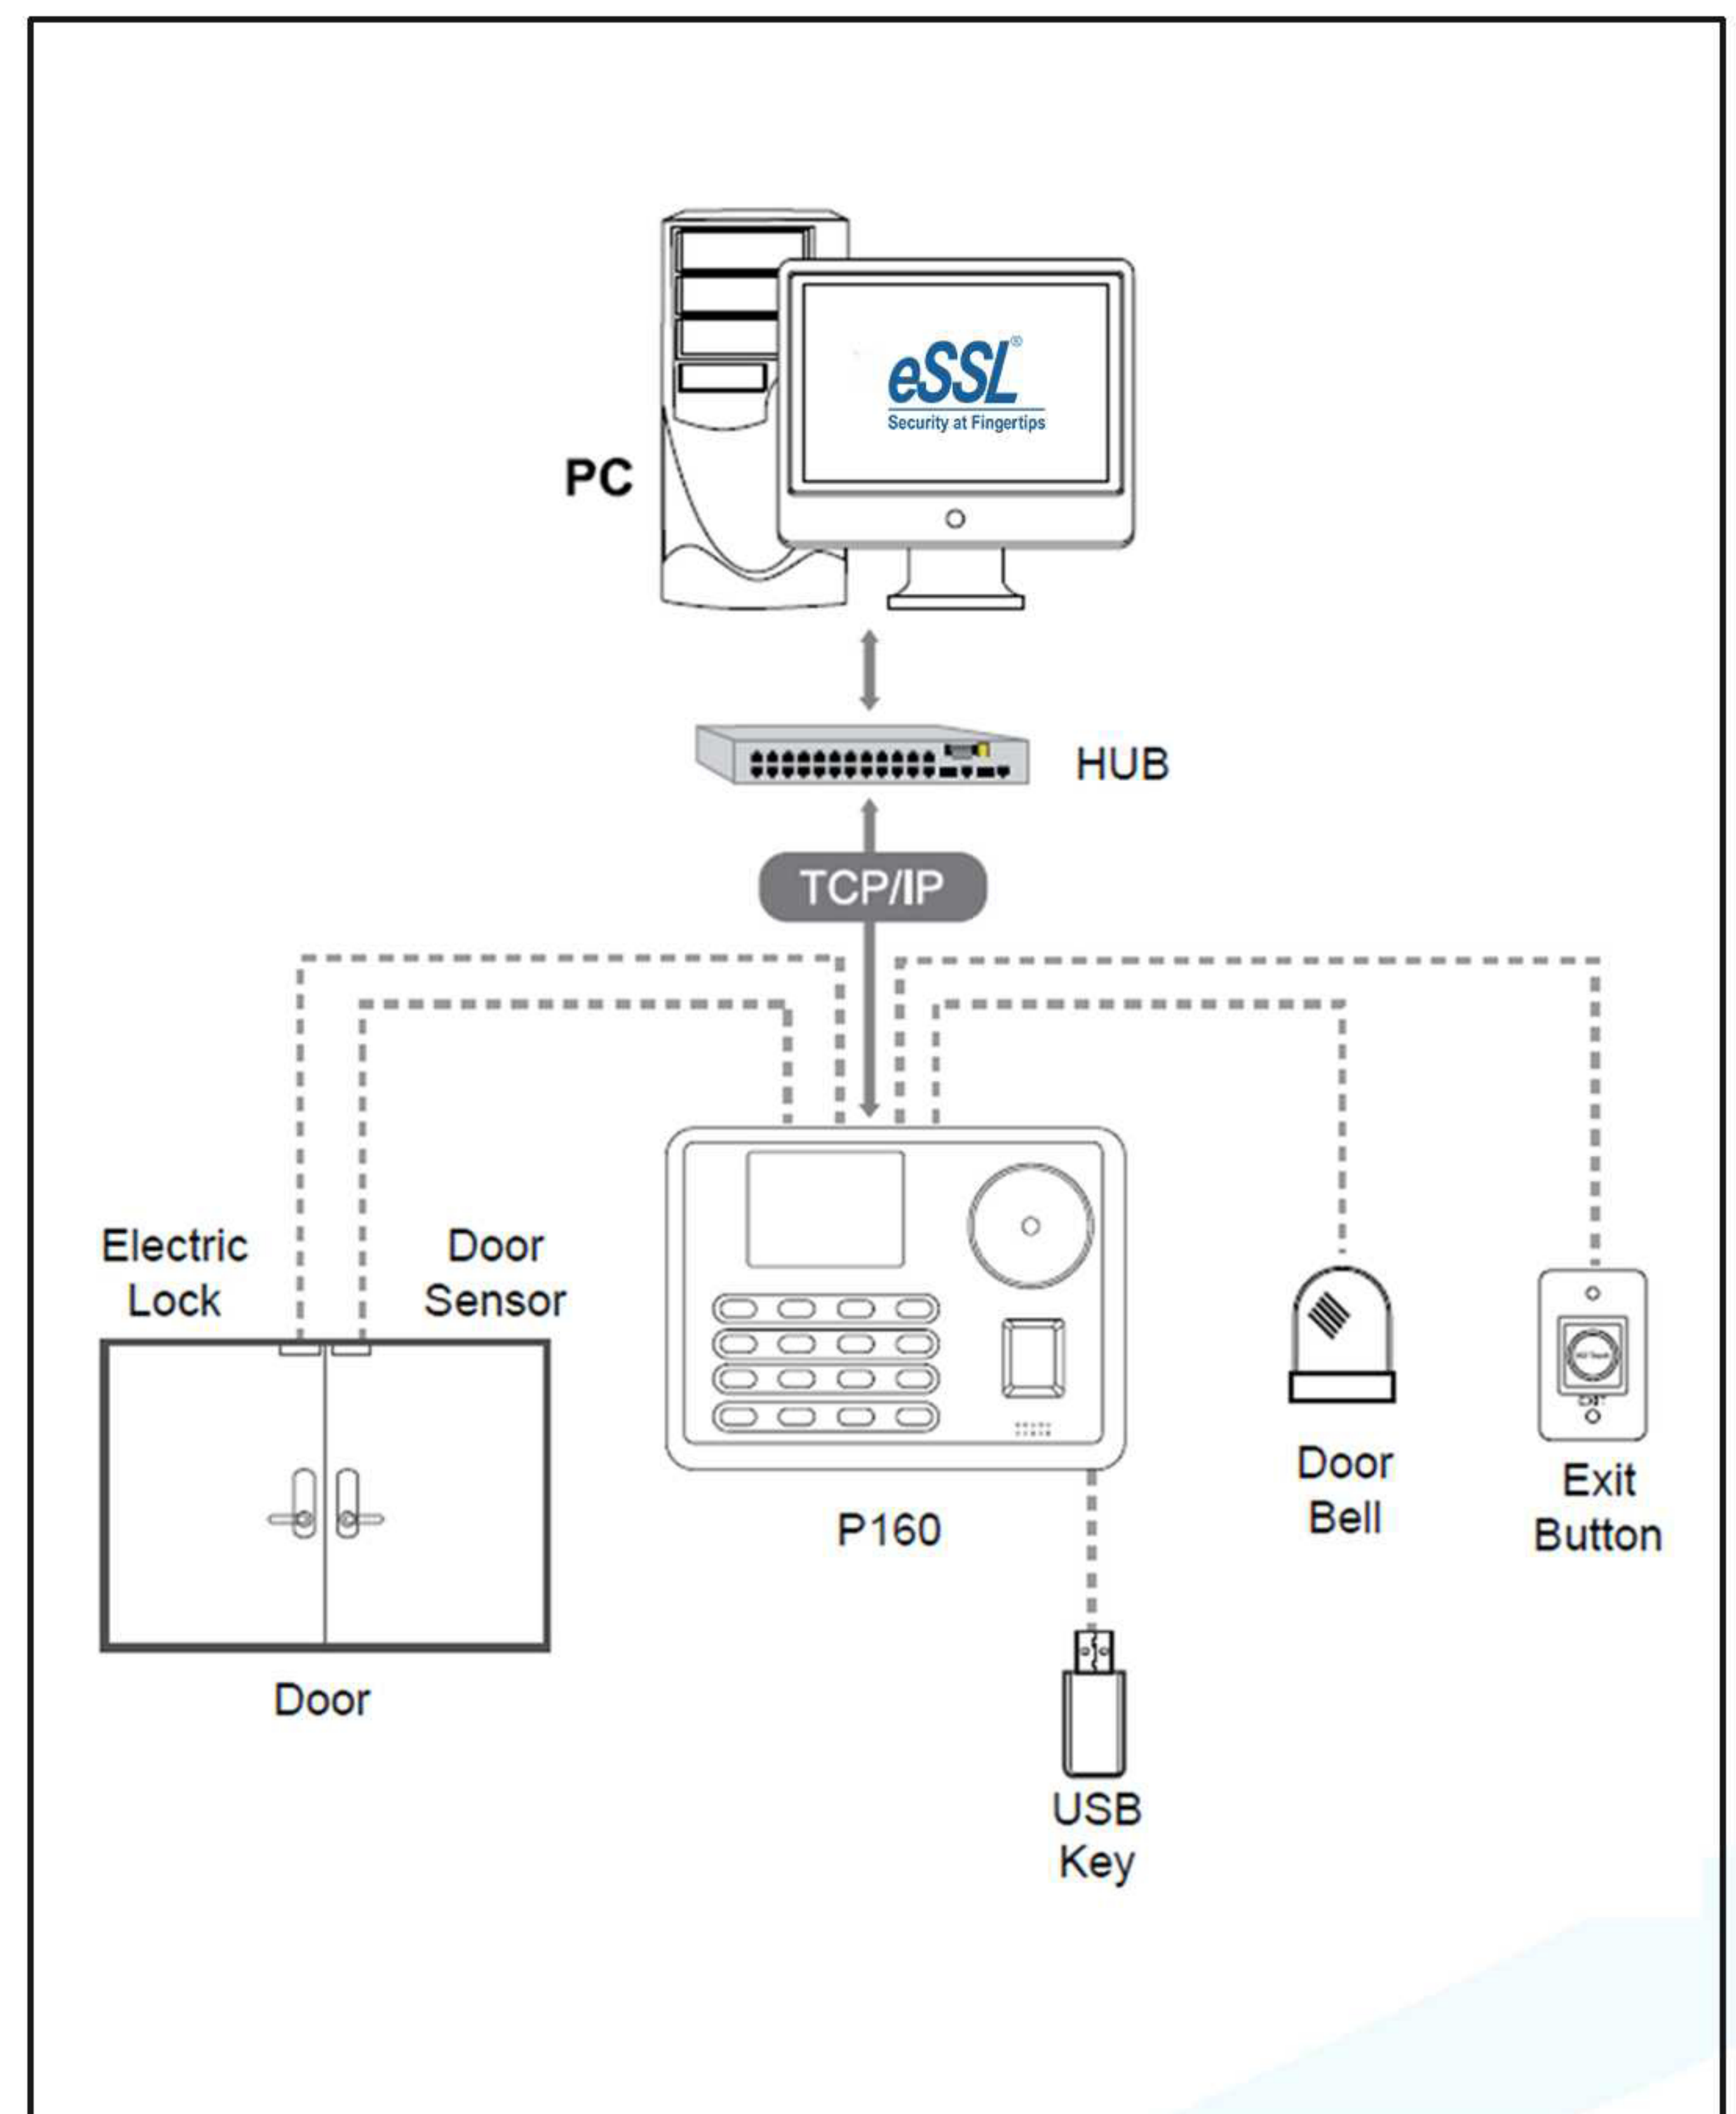 eSSL®
Security at Fingertips
PC
HUB
TCP/IP
Electric
Lock
Door
Sensor
Door
P160
Door
Bell
EXIT
Exit
Button
USB
Key